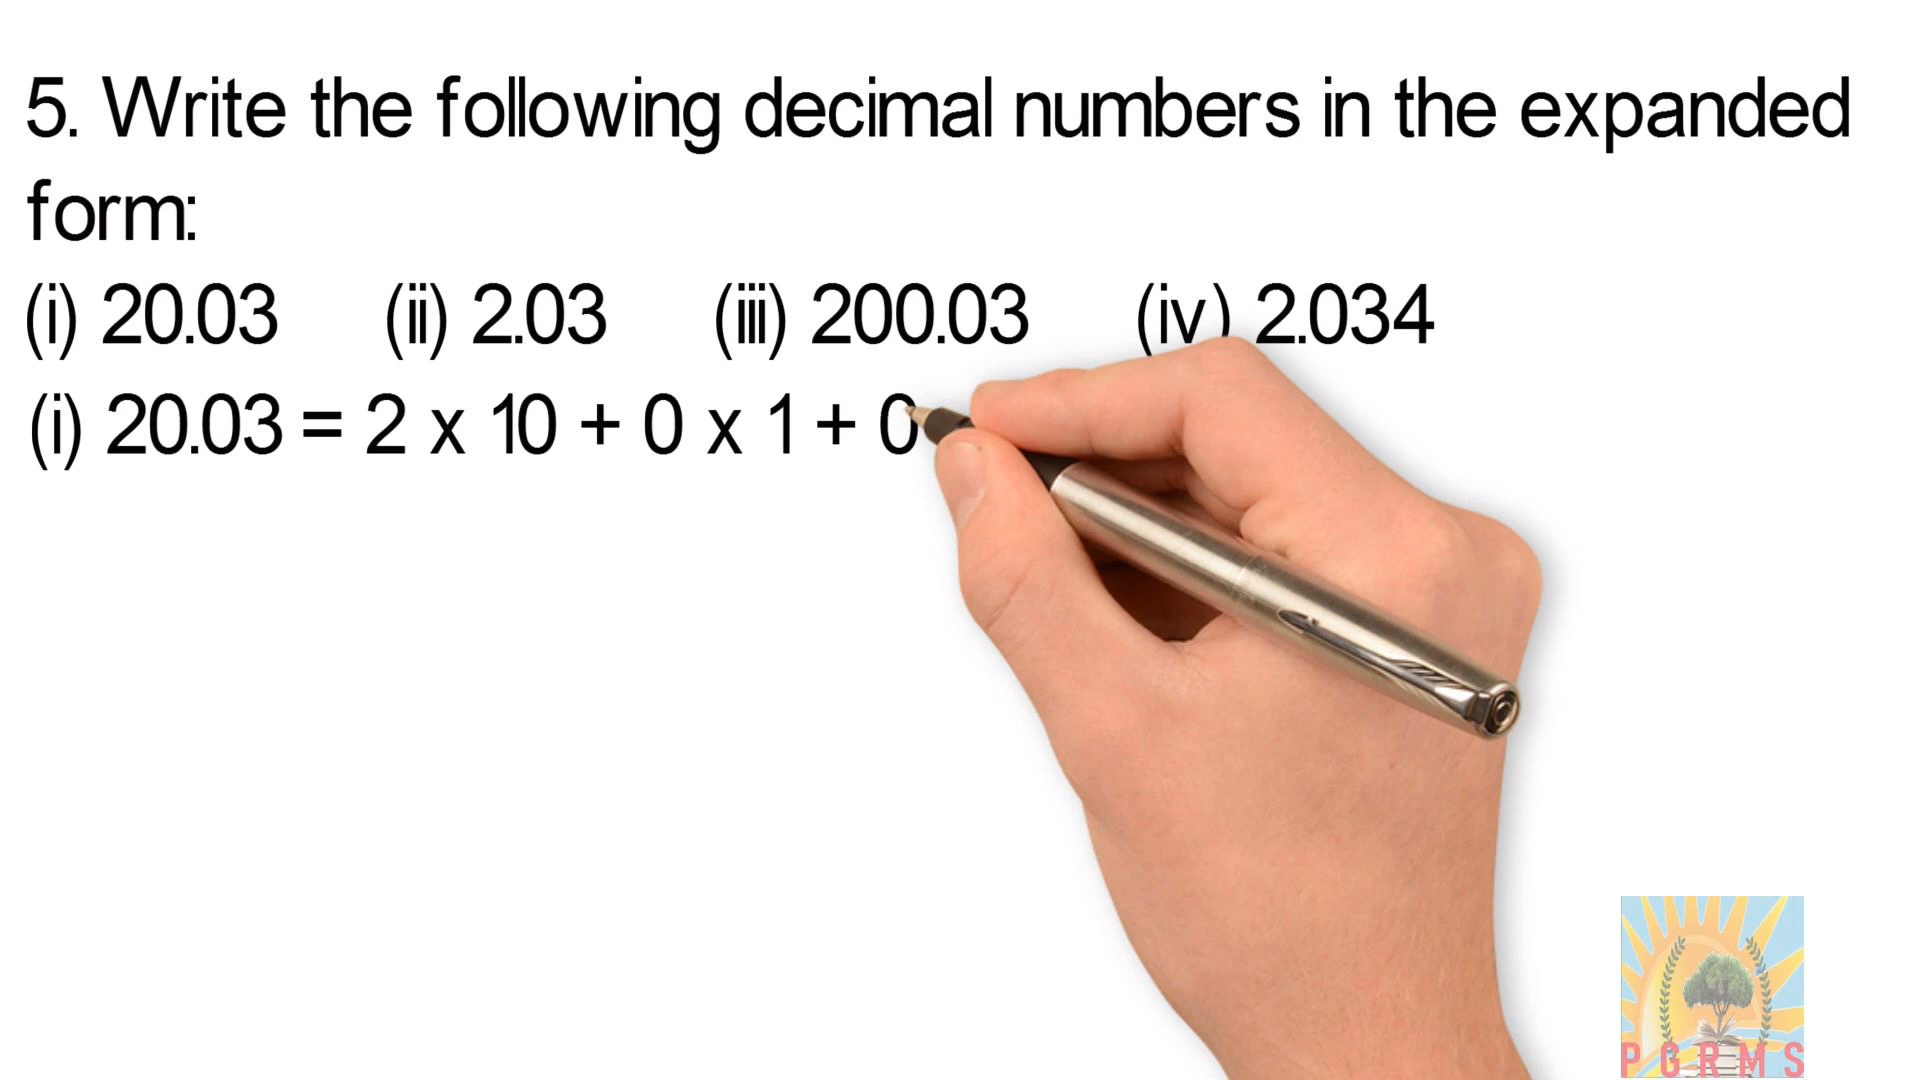 5. Write the following decimal numbers in the expanded
form:
(i) 20.03 (ii) 2.03 (iii) 200.03 (iv) 2.034
(i) 20.03 = 2 x 10 + 0 x 1 + 0
PGRMS